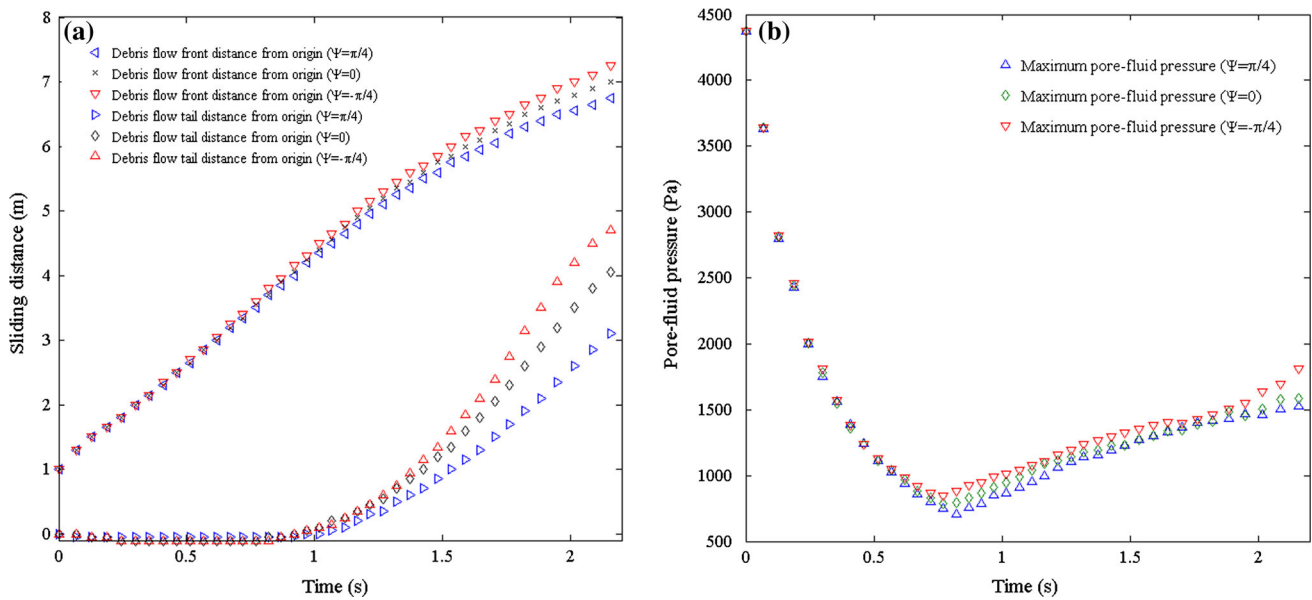 (a)
Debris flow front distance from origin (Ψ=π/4)
Debris flow front distance from origin (Ψ=0)
Debris flow front distance from origin (Ψ=-π/4)
Debris flow tail distance from origin (Ψ=π/4)
Debris flow tail distance from origin (Ψ=0)
Debris flow tail distance from origin (Ψ=-π/4)
8
7
6
5
4
3
2
1
0
Sliding distance (m)
0
0.5
1
1.5
2
Time (s)
(b)
Maximum pore-fluid pressure (Ψ=π/4)
Maximum pore-fluid pressure (Ψ=0)
Maximum pore-fluid pressure (Ψ=-π/4)
4500
4000
3500
3000
2500
2000
1500
1000
500
Pore-fluid pressure (Pa)
0
0.5
1
1.5
2
Time (s)